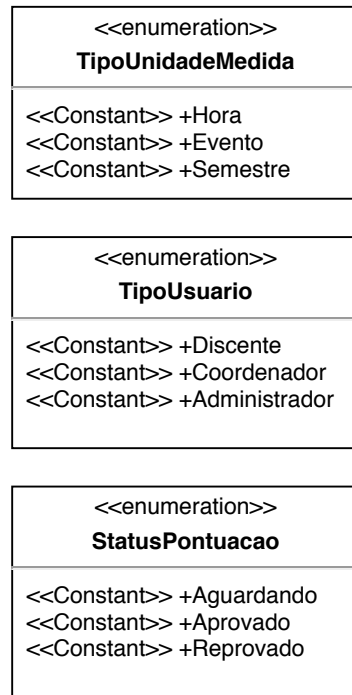 <<enumeration>>
TipoUnidadeMedida
<<Constant>> +Hora
<<Constant>> +Evento
<<Constant>> +Semestre
<<enumeration>>
TipoUsuario
<<Constant>> +Discente
<<Constant>> +Coordenador
<<Constant>> +Administrador
<<enumeration>>
StatusPontuacao
<<Constant>> +Aguardando
<<Constant>> +Aprovado
<<Constant>> +Reprovado